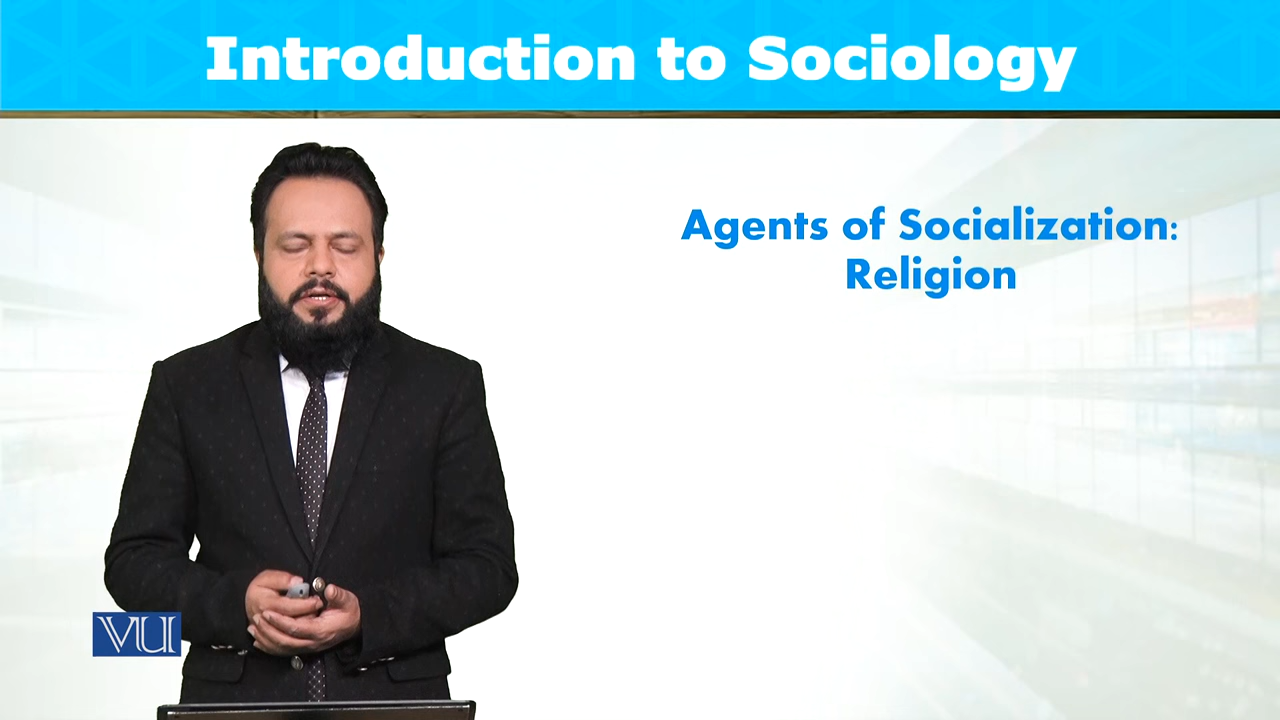 Introduction to Sociology
Agents of Socialization:
Religion
VU